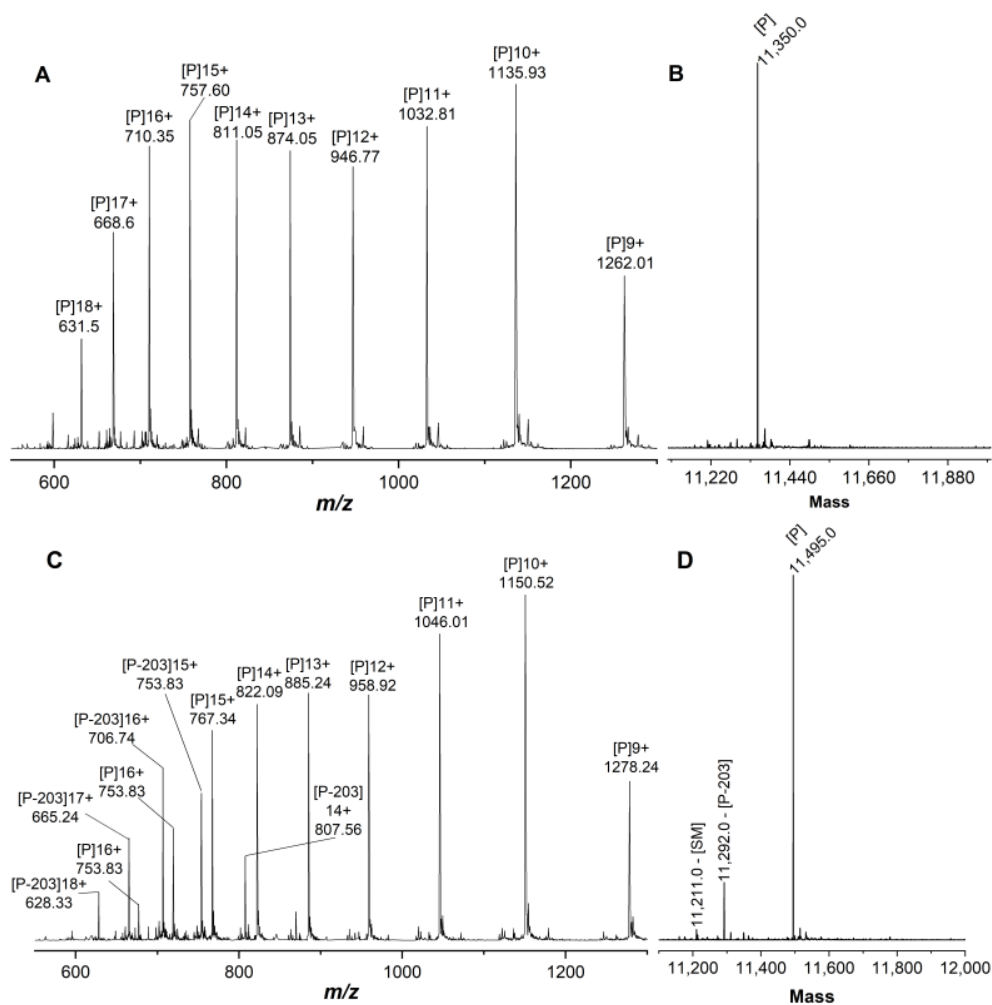 A
[P]18+
631.5
[P]17+
668.6
[P]16+
710.35
[P]15+
757.60
[P]14+
811.05
[P]13+
874.05
[P]12+
946.77
[P]11+
1032.81
[P]10+
1135.93
[P]9+
1262.01
600
800
1000
1200
m/z
B
[P]
11,350.0
11,220
11,440
11,660
11,880
Mass
C
[P-203]18+
628.33
[P]16+
753.83
[P-203]17+
665.24
[P]16+
753.83
[P-203]16+
706.74
[P-203]15+
753.83
[P]15+
767.34
[P]14+
822.09
[P-203]
14+
807.56
[P]13+
885.24
[P]12+
958.92
[P]11+
1046.01
[P]10+
1150.52
[P]9+
1278.24
600
800
1000
1200
m/z
D
[P]
11,495.0
11,211.0 - [SM]
11,292.0 - [P-203]
11,200
11,400
11,600
11,800
12,000
Mass